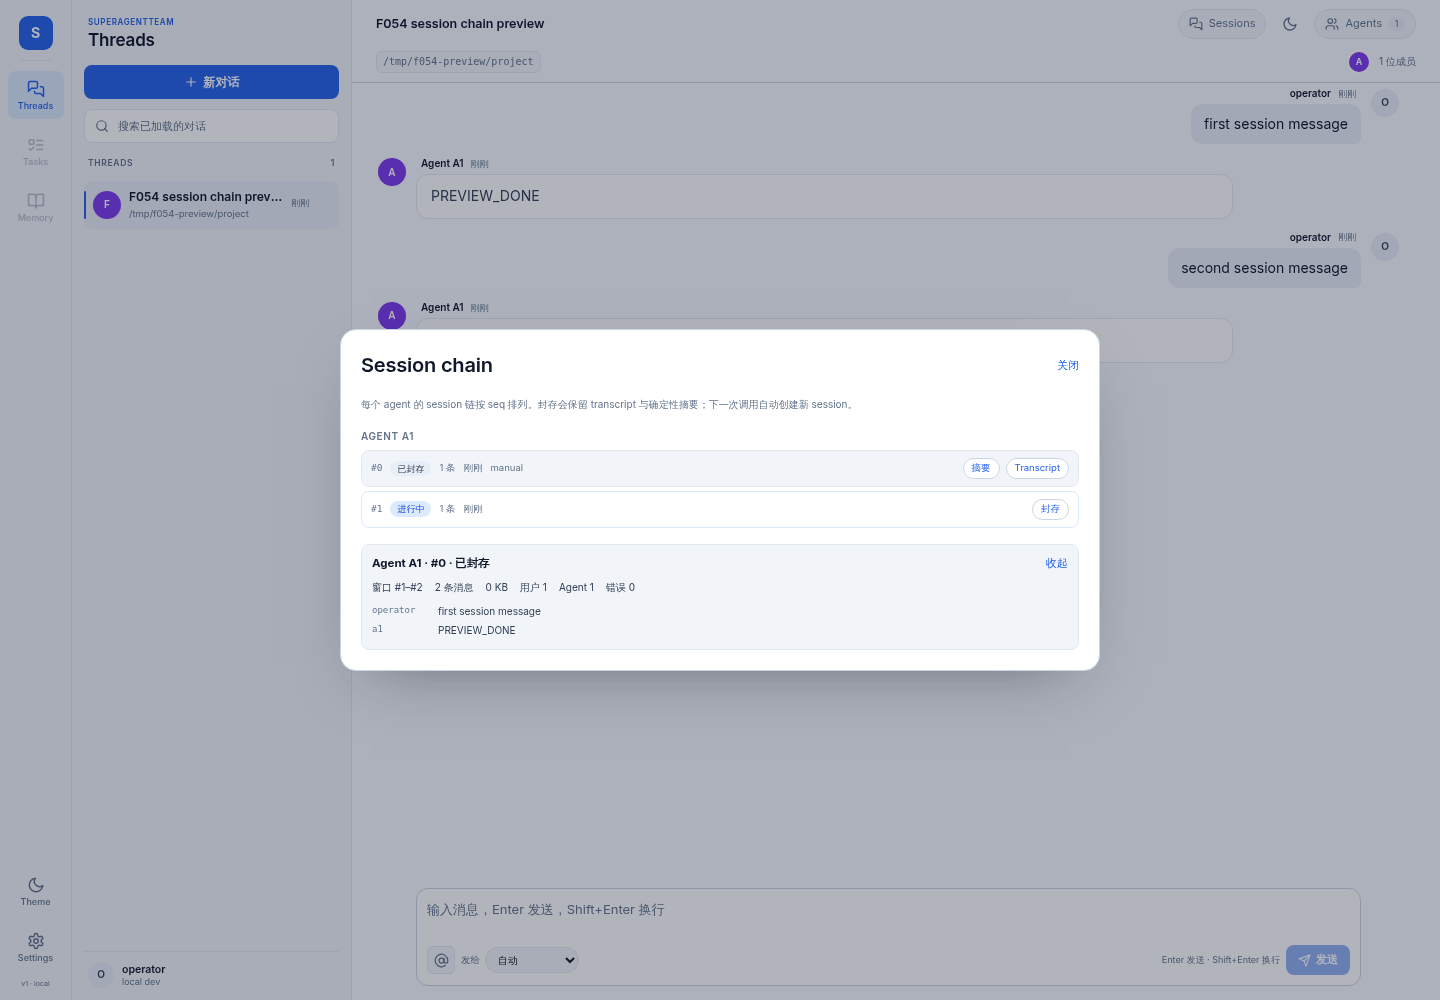 S
Threads
Tasks
Memory
Theme
Settings
v1 · local
SUPERAGENTTEAM
Threads
新对话
搜索已加载的对话
THREADS 1
F
F054 session chain prev... 刚刚
/tmp/f054-preview/project
O
operator
local dev
F054 session chain preview
Sessions
Agents 1
/tmp/f054-preview/project
A 1 位成员
operator 刚刚
O
first session message
A
Agent A1 刚刚
PREVIEW_DONE
operator 刚刚
O
second session message
A
Agent A1 刚刚
Session chain 关闭
每个 agent 的 session 链按 seq 排列。封存会保留 transcript 与确定性摘要；下一次调用自动创建新 session。
AGENT A1
#0 已封存 1 条 刚刚 manual 摘要 Transcript
#1 进行中 1 条 刚刚 封存
Agent A1 · #0 · 已封存 收起
窗口 #1–#2 2 条消息 0 KB 用户 1 Agent 1 错误 0
operator first session message
a1 PREVIEW_DONE
输入消息，Enter 发送，Shift+Enter 换行
发给 自动 Enter 发送 · Shift+Enter 换行 发送